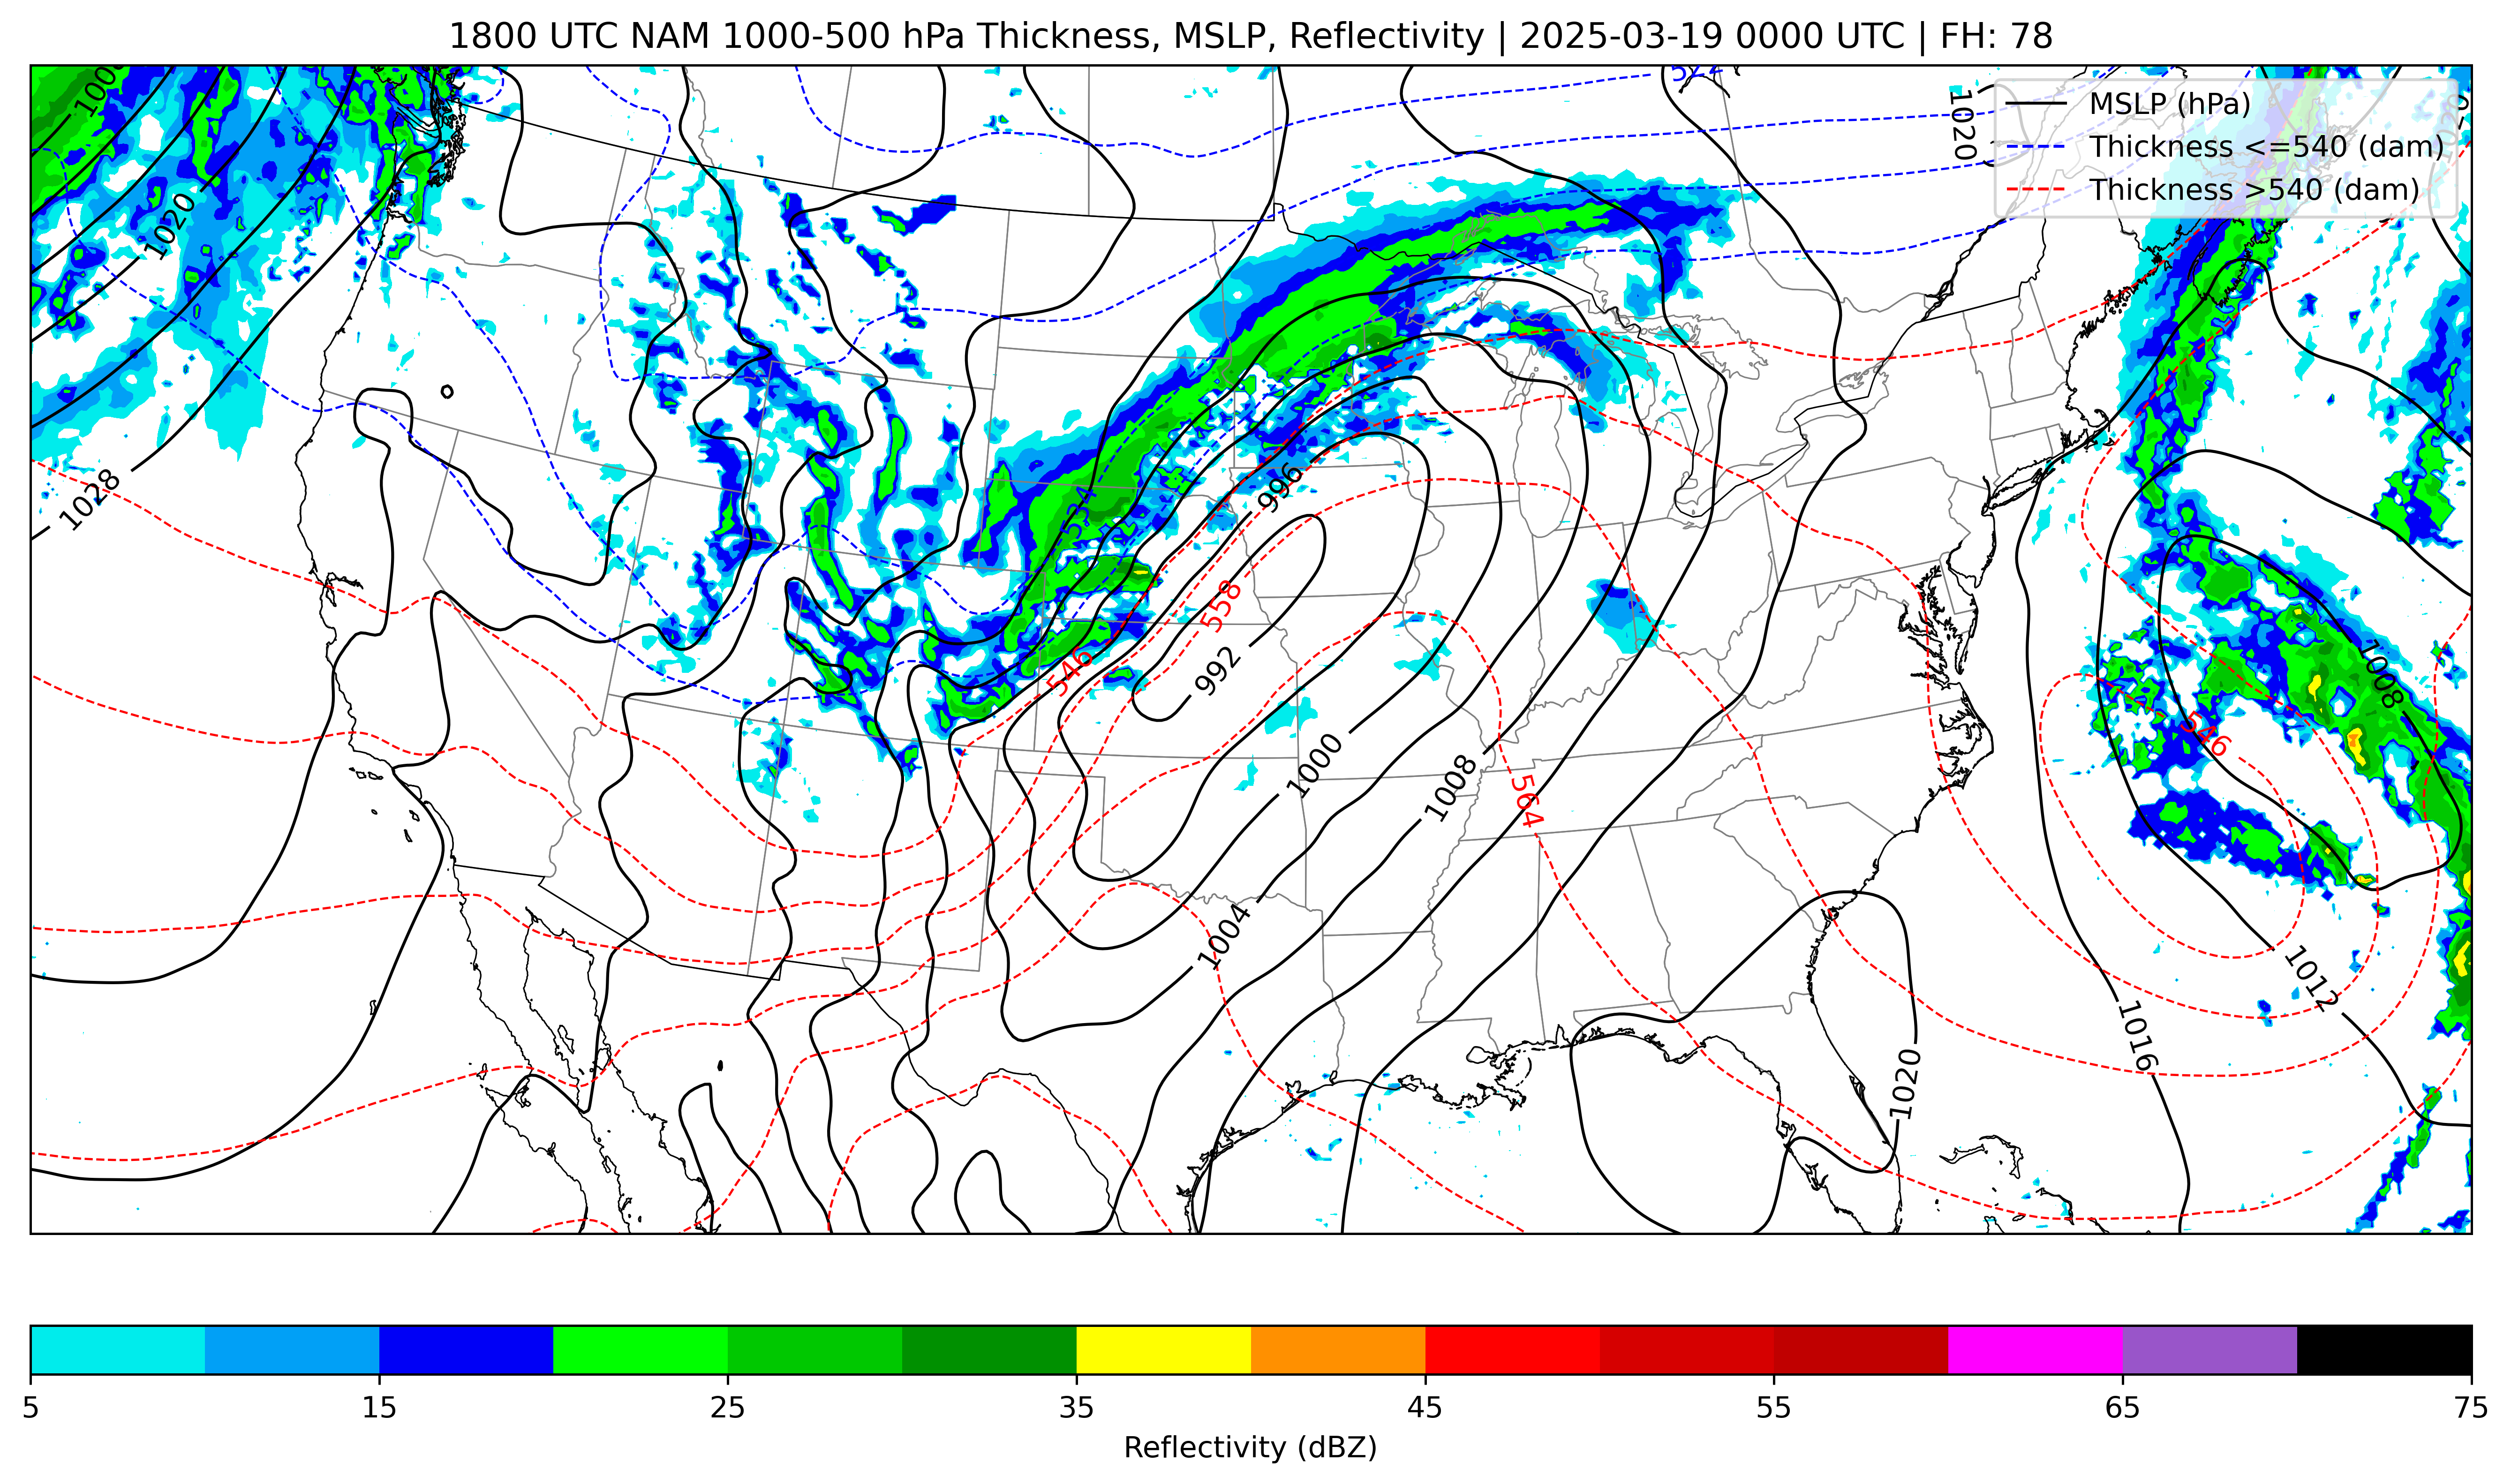 1800 UTC NAM 1000-500 hPa Thickness, MSLP, Reflectivity | 2025-03-19 0000 UTC | FH: 78
MSLP (hPa)
Thickness <=540 (dam)
Thickness >540 (dam)
1020
1020
1028
996
534
558
992
546
1000
1008
564
1004
1008
546
1012
1016
1020
5 15 25 35 45 55 65 75
Reflectivity (dBZ)